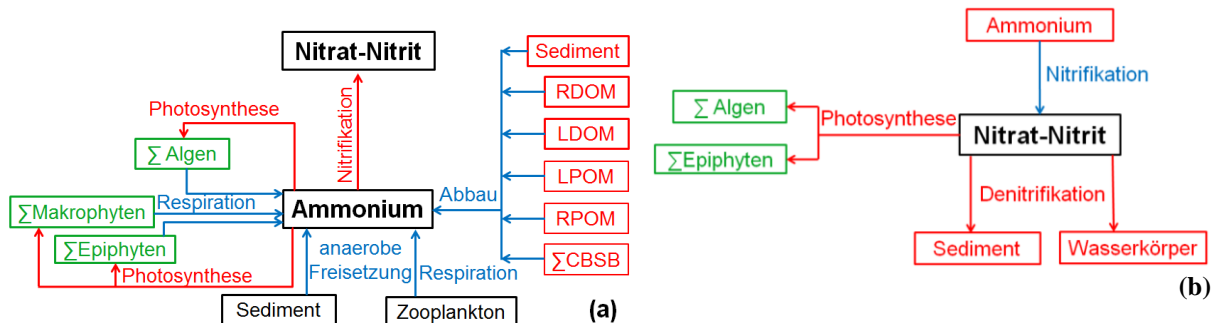 Nitrat-Nitrit
Sediment
RDOM
Photosynthese
Nitrifikation
LDOM
∑ Algen
LPOM
Abbau
Respiration
∑Makrophyten
Ammonium
RPOM
∑Epiphyten
anaerobe
Freisetzung
Respiration
∑CBSB
Photosynthese
Sediment
Zooplankton
(a)
Ammonium
Nitrifikation
∑ Algen
Photosynthese
Nitrat-Nitrit
∑Epiphyten
Denitrifikation
Sediment
Wasserkörper
(b)